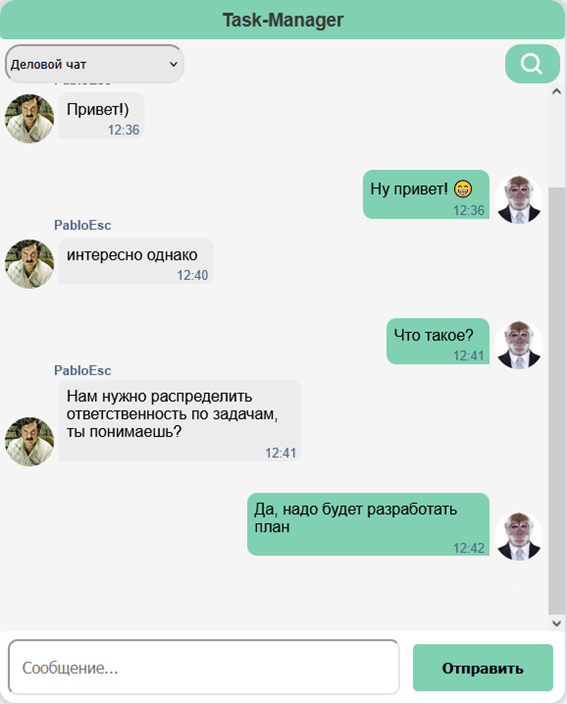 Task-Manager
Деловой чат
PabloEsc
Привет!)
12:36
Ну привет! 😁
12:36
PabloEsc
интересно однако
12:40
Что такое?
12:41
PabloEsc
Нам нужно распределить
ответственность по задачам,
ты понимаешь?
12:41
Да, надо будет разработать
план
12:42
Сообщение...
Отправить